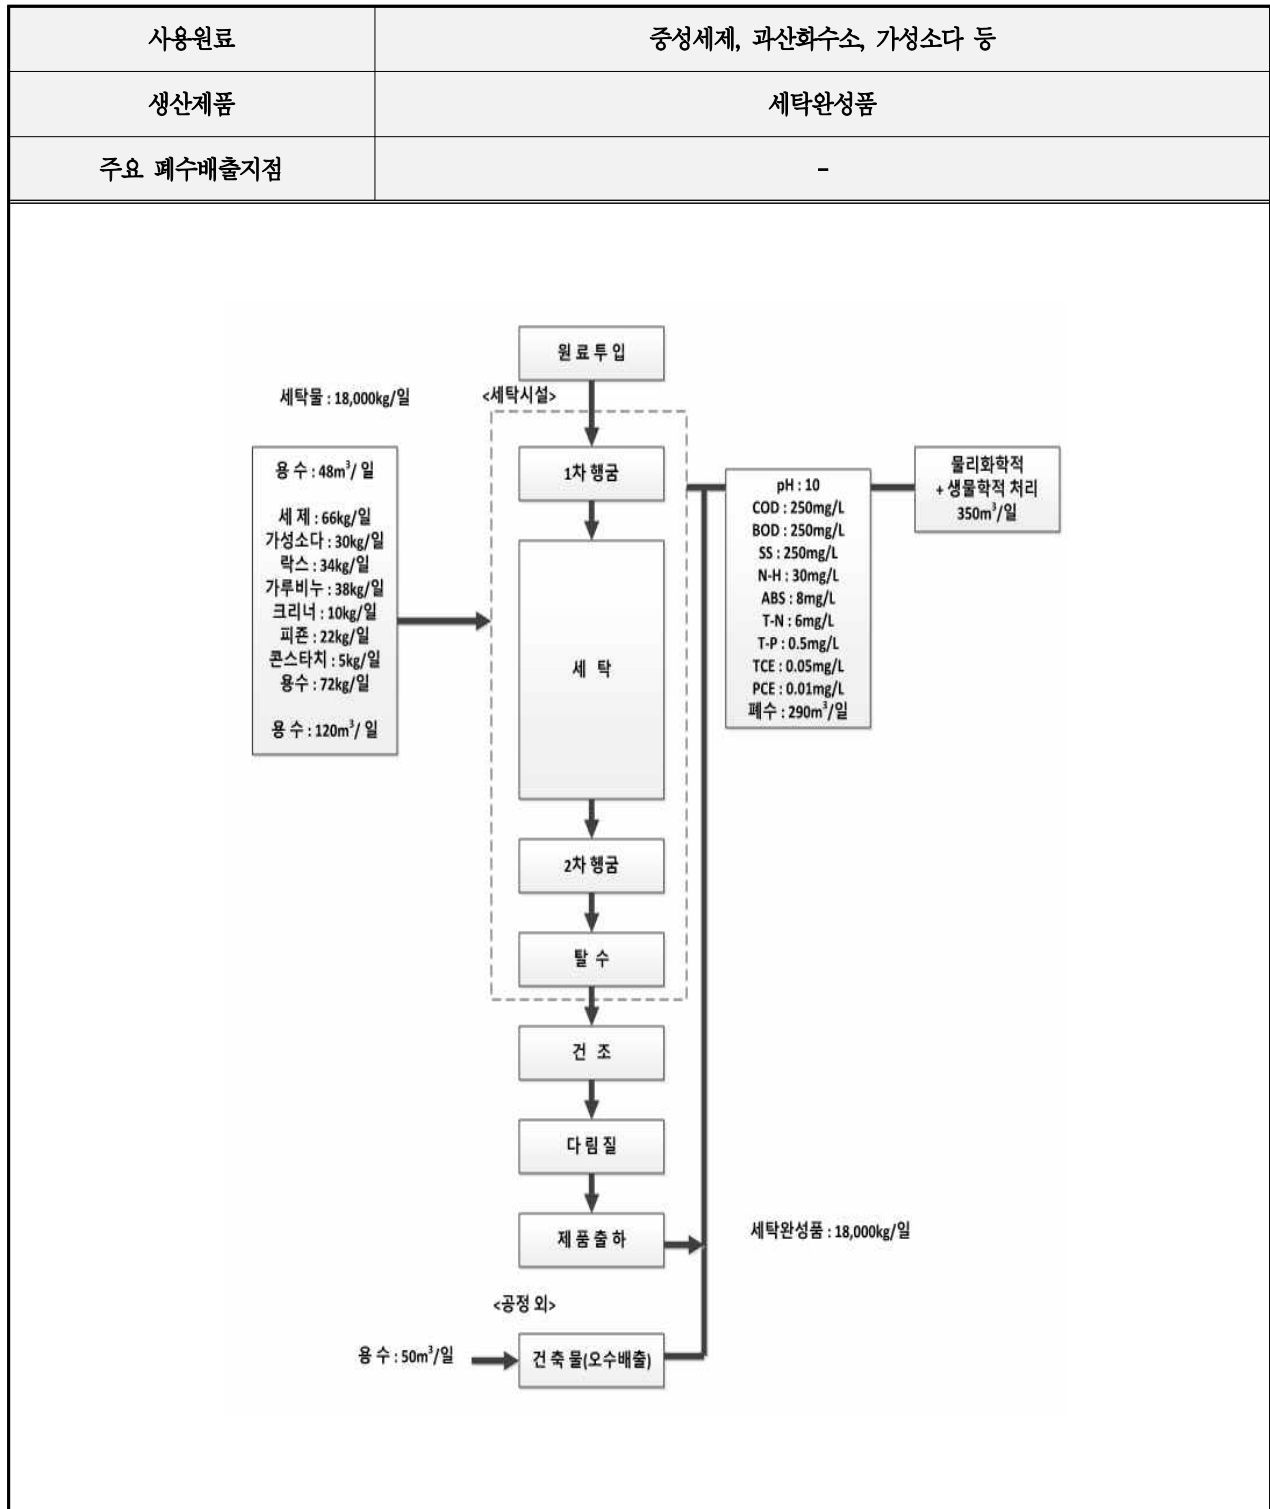 사용원료 중성세제, 과산화수소, 가성소다 등
생산제품 세탁완성품
주요 폐수배출지점 -
원 료 투 입
세탁물 : 18,000kg/일
<세탁시설>
용 수 : 48m³/ 일
세 제 : 66kg/일
가성소다 : 30kg/일
락스 : 34kg/일
가루비누 : 38kg/일
크리너 : 10kg/일
피죤 : 22kg/일
콘스타치 : 5kg/일
용수 : 72kg/일
용 수 : 120m³/ 일
1차 헹굼
세 탁
2차 헹굼
탈 수
건 조
다 림 질
제 품 출 하
pH : 10
COD : 250mg/L
BOD : 250mg/L
SS : 250mg/L
N-H : 30mg/L
ABS : 8mg/L
T-N : 6mg/L
T-P : 0.5mg/L
TCE : 0.05mg/L
PCE : 0.01mg/L
폐수 : 290m³/일
물리화학적
+ 생물학적 처리
350m³/일
세탁완성품 : 18,000kg/일
<공정 외>
용 수 : 50m³/일
건 축 물(오수배출)